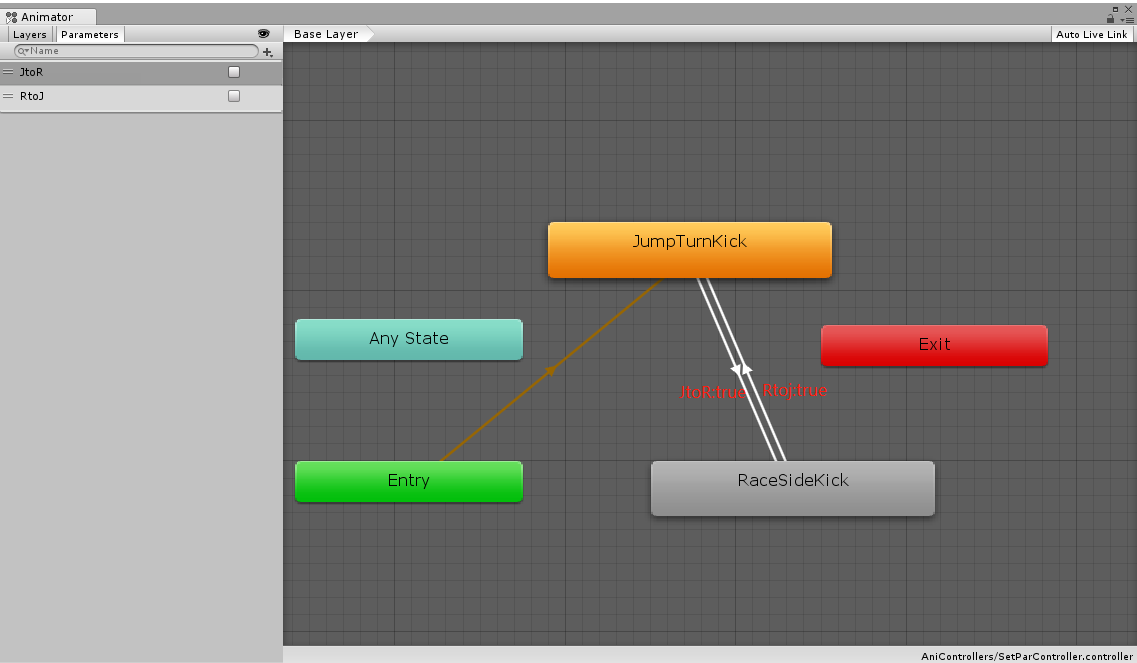 Animator
Layers Parameters
Name
Base Layer
Auto Live Link
JtoR
RtoJ
JumpTurnKick
Any State
Exit
JtoR:true
RtoJ:true
Entry
RaceSideKick
AniControllers/SetParController.controller